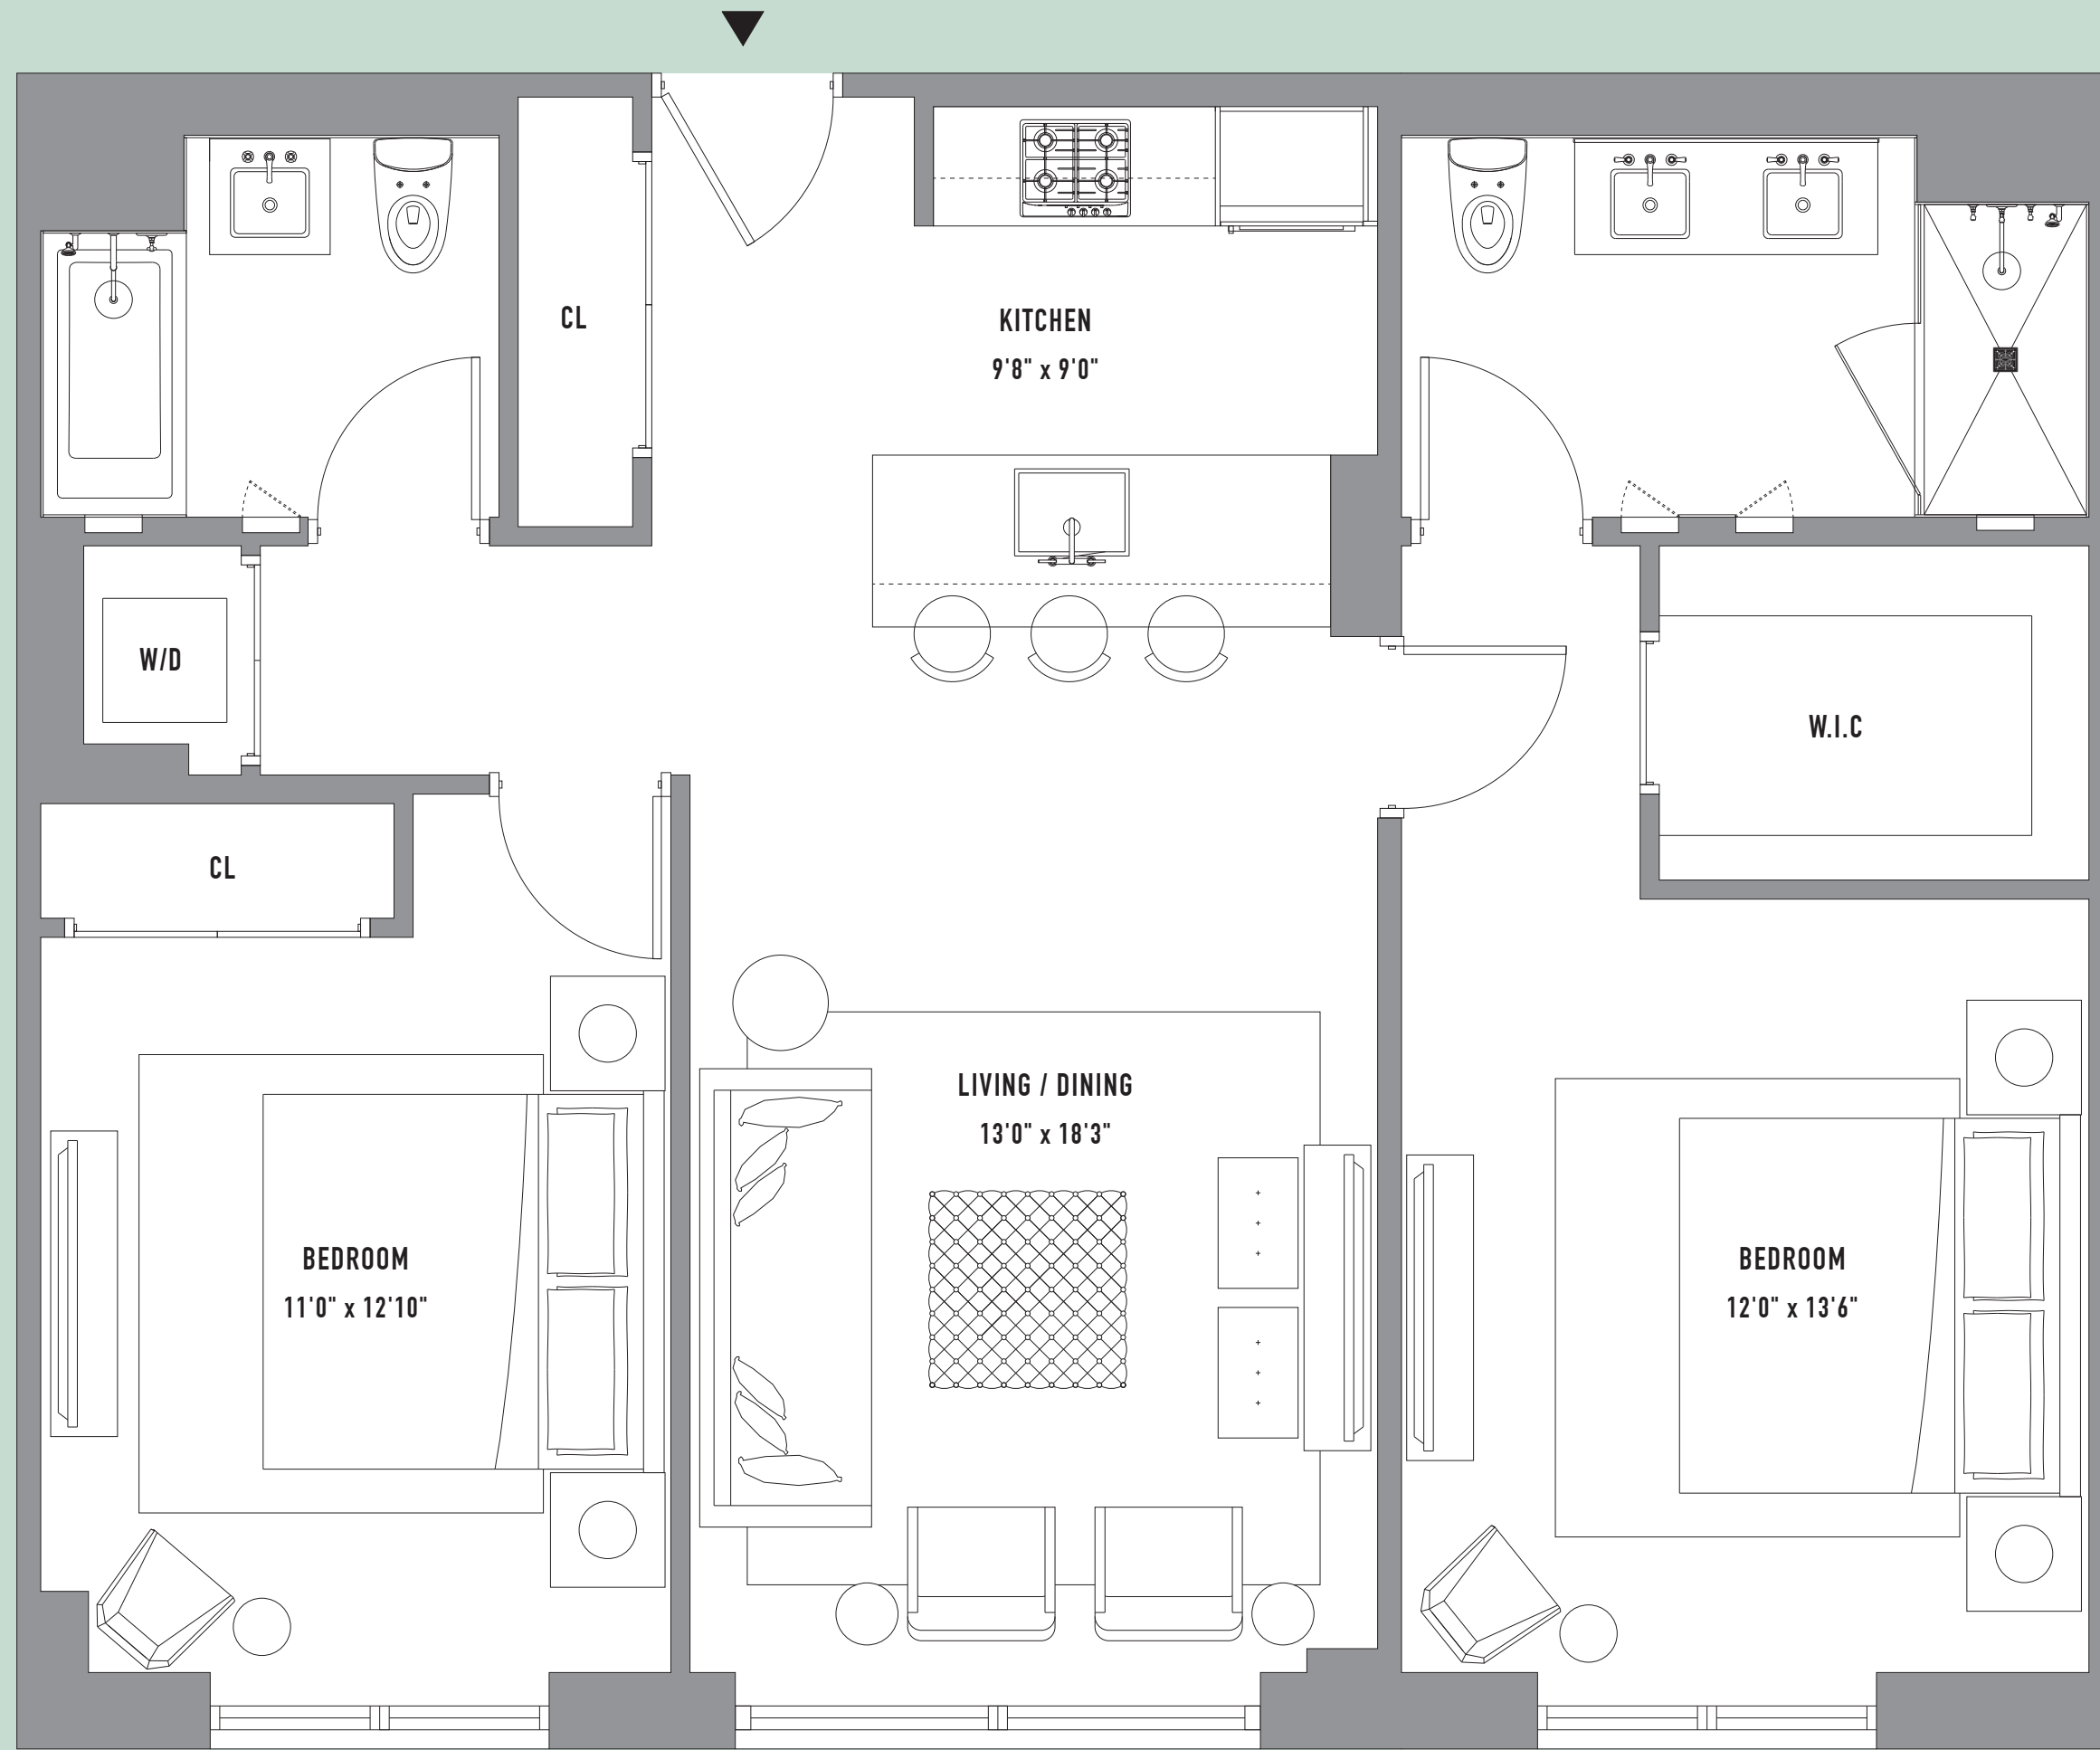 CL
KITCHEN
9'8" x 9'0"
W/D
W.I.C
CL
LIVING / DINING
13'0" x 18'3"
BEDROOM
11'0" x 12'10"
BEDROOM
12'0" x 13'6"